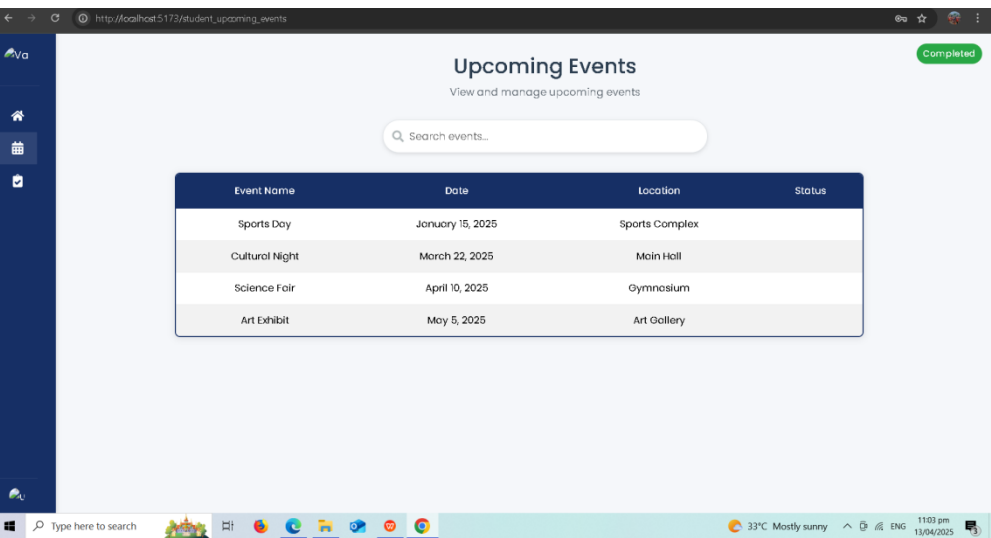 http://localhost:5173/student_upcoming_events
Va
Completed
Upcoming Events
View and manage upcoming events
Search events...
Event Name Date Location Status
Sports Day January 15, 2025 Sports Complex
Cultural Night March 22, 2025 Main Hall
Science Fair April 10, 2025 Gymnasium
Art Exhibit May 5, 2025 Art Gallery
Type here to search
33°C Mostly sunny
ENG
11:03 pm
13/04/2025
3